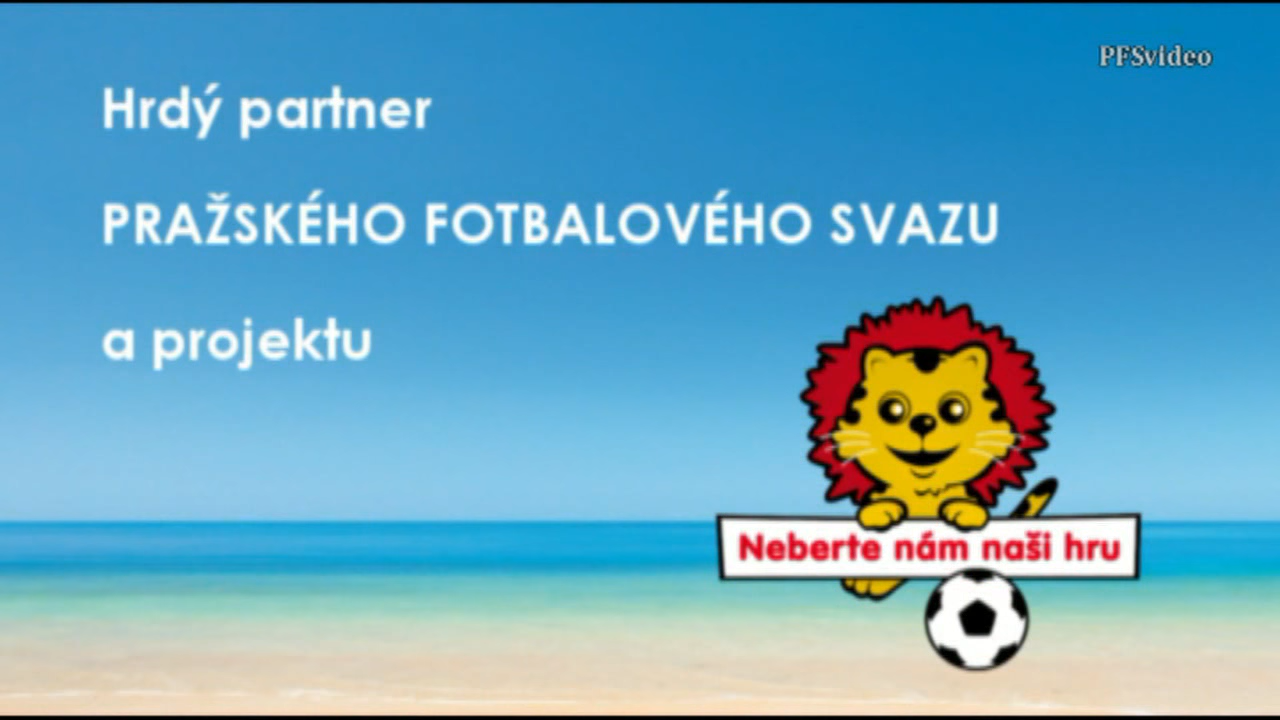 PFSvideo
Hrdý partner
PRAŽSKÉHO FOTBALOVÉHO SVAZU
a projektu
Neberte nám naši hru